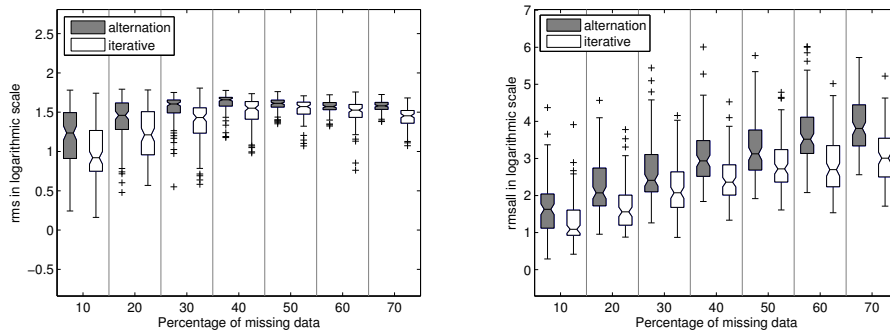 2.5
2
1.5
1
0.5
0
−0.5
rms in logarithmic scale
alternation
iterative
10 20 30 40 50 60 70
Percentage of missing data
7
6
5
4
3
2
1
0
rmsall in logarithmic scale
alternation
iterative
10 20 30 40 50 60 70
Percentage of missing data